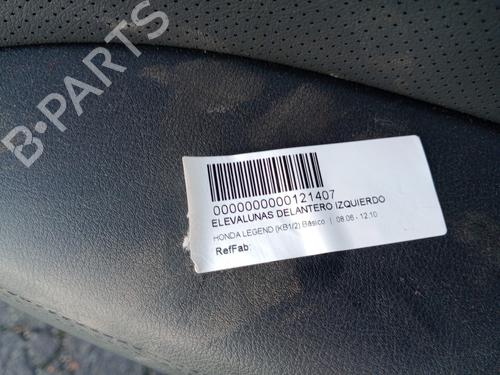 B-PARTS
0000000000121407
ELEVALUNAS DELANTERO IZQUIERDO
HONDA LEGEND (KB1/2) Básico | 08.06 - 12.10
RefFab: